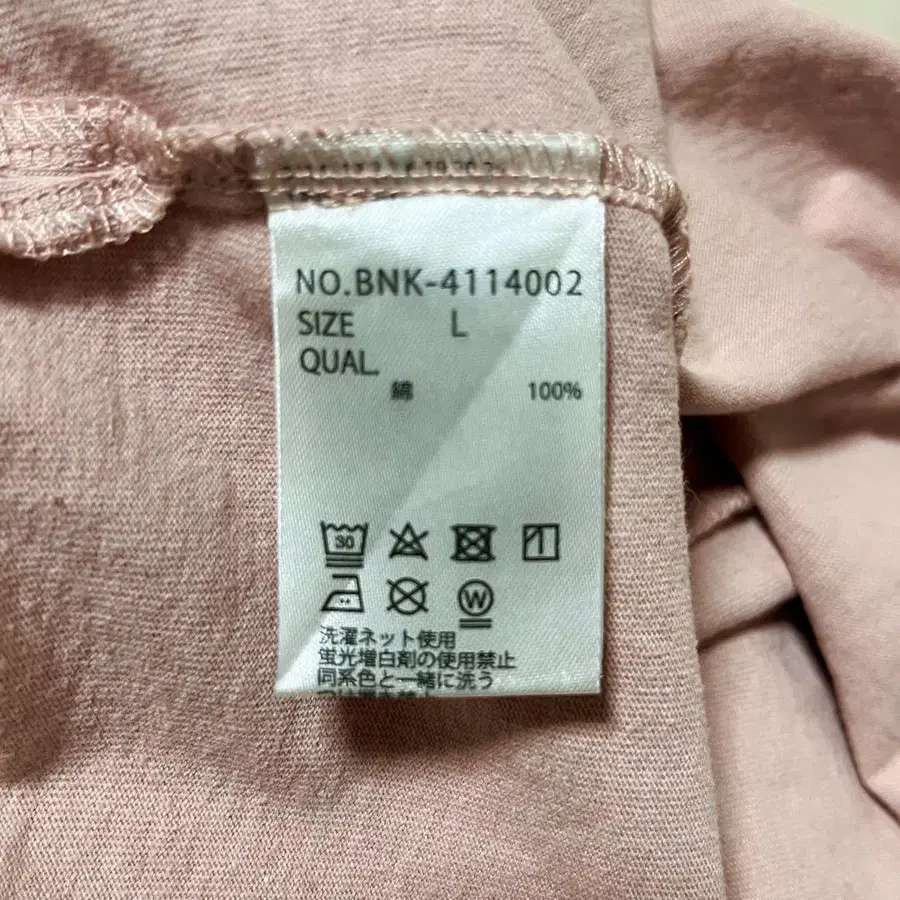 NO.BNK-4114002
SIZE L
QUAL.
綿 100%
30
W
洗濯ネット使用
蛍光増白剤の使用禁止
同系色と一緒に洗う